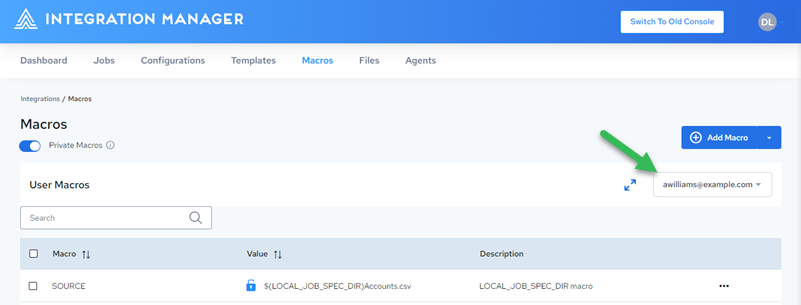 INTEGRATION MANAGER
Switch To Old Console
DL
Dashboard Jobs Configurations Templates Macros Files Agents
Integrations / Macros
Macros
Private Macros
Add Macro
User Macros
awilliams@example.com
Search
Macro Value Description
SOURCE $(LOCAL_JOB_SPEC_DIR)Accounts.csv LOCAL_JOB_SPEC_DIR macro